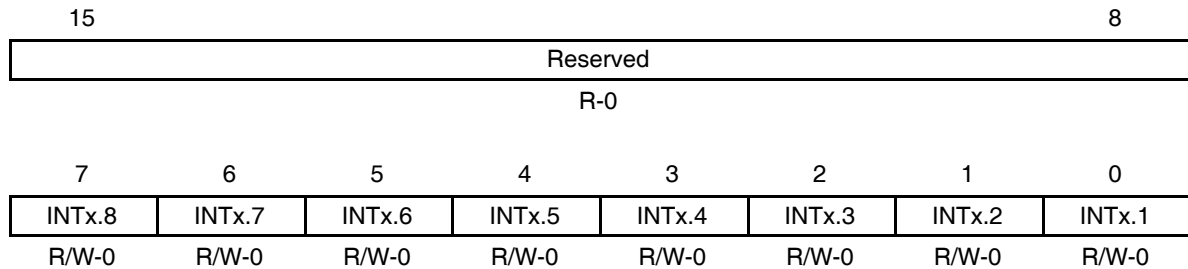 15 8
Reserved
R-0
7 6 5 4 3 2 1 0
INTx.8 INTx.7 INTx.6 INTx.5 INTx.4 INTx.3 INTx.2 INTx.1
R/W-0 R/W-0 R/W-0 R/W-0 R/W-0 R/W-0 R/W-0 R/W-0